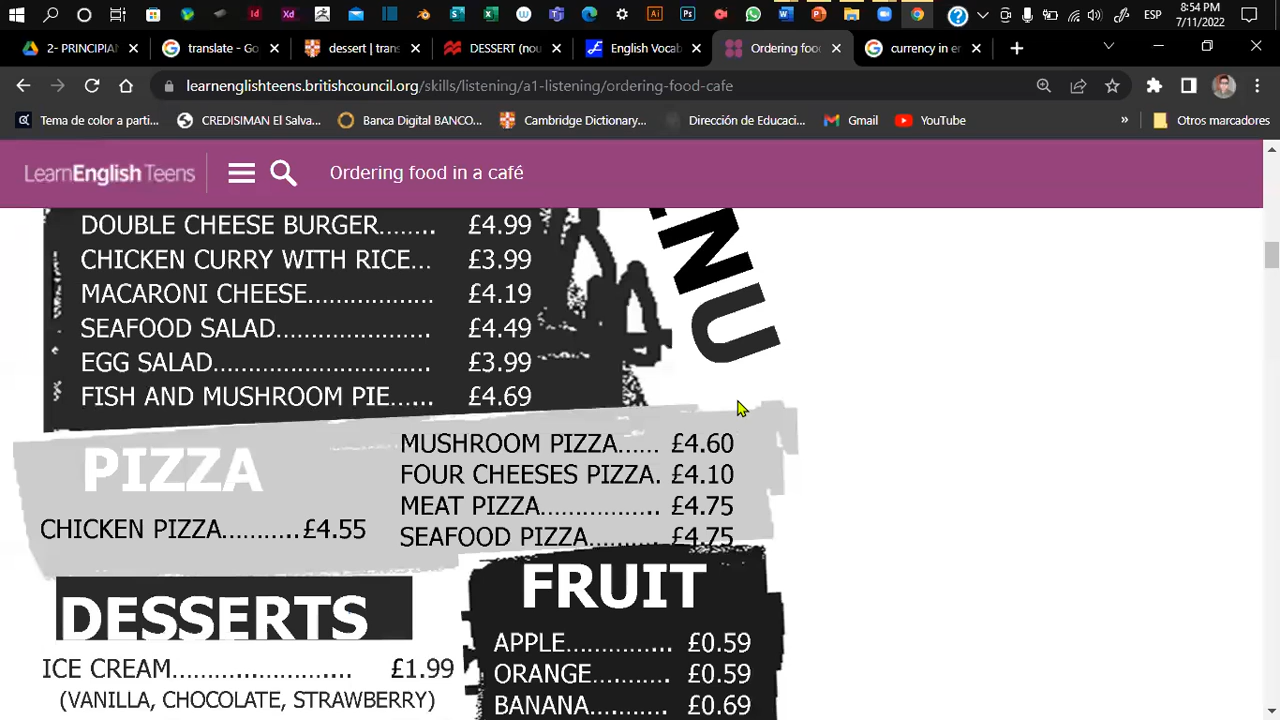 8:54 PM
ESP
7/11/2022
2- PRINCIPIAN
translate - Go
dessert | trans
DESSERT (nou
English Vocab
Ordering foo
currency in en
learnenglishteens.britishcouncil.org/skills/listening/a1-listening/ordering-food-cafe
Tema de color a parti...
CREDISIMAN El Salva...
Banca Digital BANCO...
Cambridge Dictionary...
Dirección de Educaci...
Gmail
YouTube
»
Otros marcadores
LearnEnglish Teens
Ordering food in a café
DOUBLE CHEESE BURGER........ £4.99
CHICKEN CURRY WITH RICE... £3.99
MACARONI CHEESE.................. £4.19
SEAFOOD SALAD...................... £4.49
EGG SALAD............................... £3.99
FISH AND MUSHROOM PIE...... £4.69
ENU
PIZZA
CHICKEN PIZZA...........£4.55
MUSHROOM PIZZA...... £4.60
FOUR CHEESES PIZZA. £4.10
MEAT PIZZA................. £4.75
SEAFOOD PIZZA.......... £4.75
DESSERTS
ICE CREAM.......................... £1.99
(VANILLA, CHOCOLATE, STRAWBERRY)
FRUIT
APPLE............... £0.59
ORANGE............ £0.59
BANANA............ £0.69